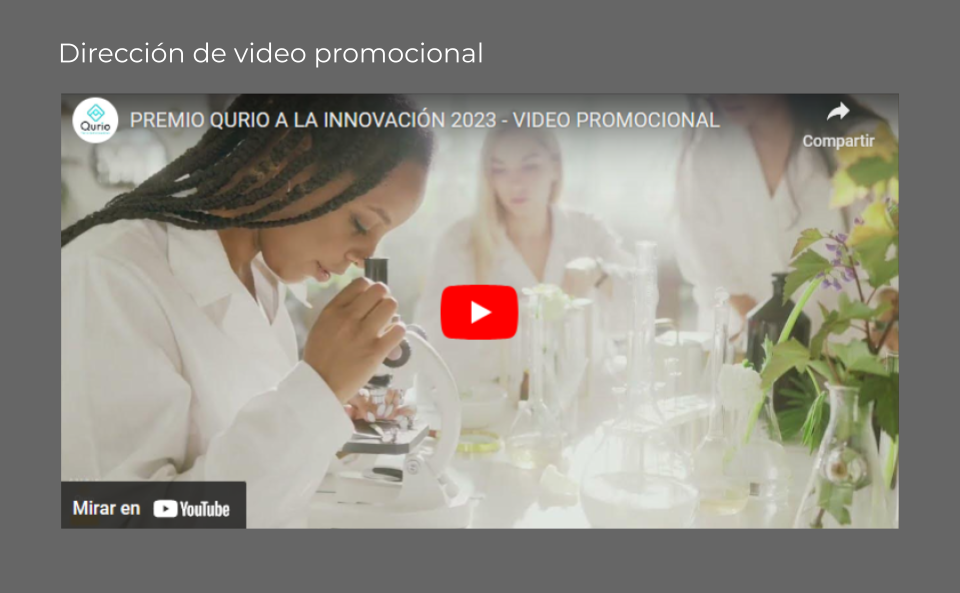 Dirección de video promocional
Qurio
PREMIO QURIO A LA INNOVACIÓN 2023 - VIDEO PROMOCIONAL
Compartir
Mirar en YouTube